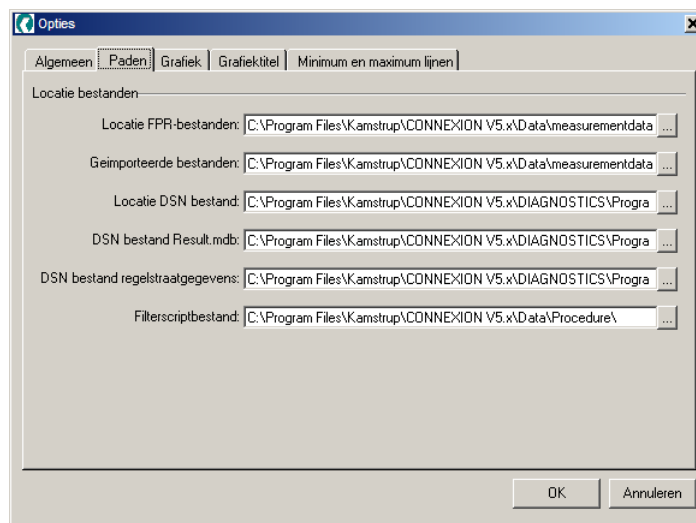 Opties
Algemeen Paden Grafiek Grafiektitel Minimum en maximum lijnen
Locatie bestanden
Locatie FPR-bestanden: C:\Program Files\Kamstrup\CONNEXION V5.x\Data\measurementdata ...
Geimporteerde bestanden: C:\Program Files\Kamstrup\CONNEXION V5.x\Data\measurementdata ...
Locatie DSN bestand: C:\Program Files\Kamstrup\CONNEXION V5.x\DIAGNOSTICS\Progra ...
DSN bestand Result.mdb: C:\Program Files\Kamstrup\CONNEXION V5.x\DIAGNOSTICS\Progra ...
DSN bestand regelstraatgegevens: C:\Program Files\Kamstrup\CONNEXION V5.x\DIAGNOSTICS\Progra ...
Filterscriptbestand: C:\Program Files\Kamstrup\CONNEXION V5.x\Data\Procedure\ ...
OK Annuleren